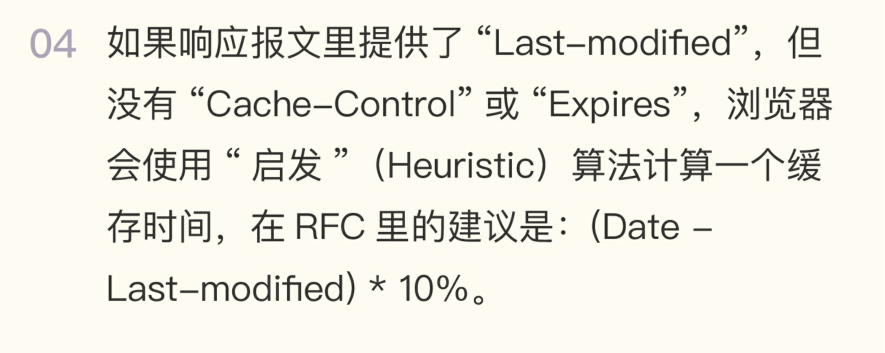 04 如果响应报文里提供了 “Last-modified”，但
没有 “Cache-Control” 或 “Expires”，浏览器
会使用 “ 启发 ”（Heuristic）算法计算一个缓
存时间，在 RFC 里的建议是：(Date -
Last-modified) * 10%。